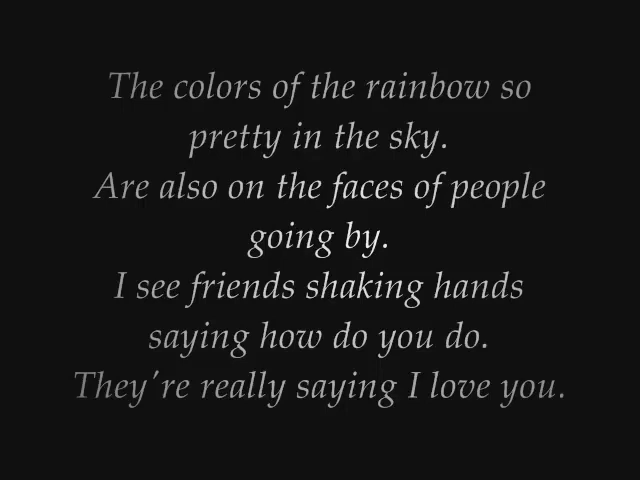 The colors of the rainbow so
pretty in the sky.
Are also on the faces of people
going by.
I see friends shaking hands
saying how do you do.
They're really saying I love you.